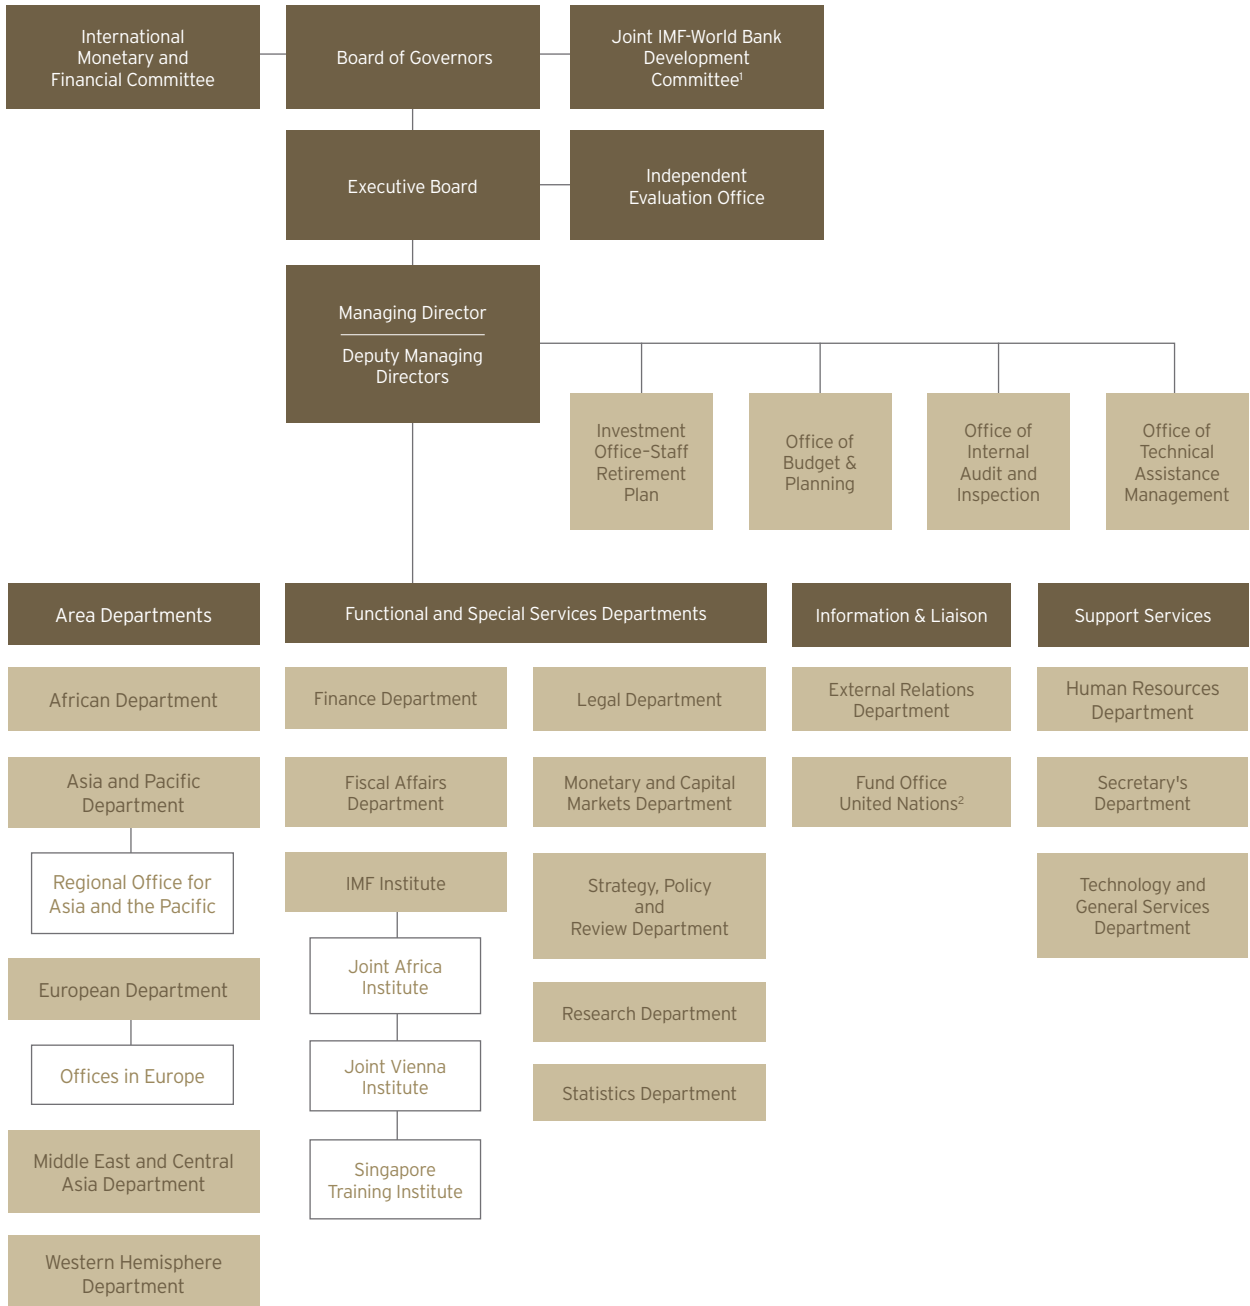 International
Monetary and
Financial Committee
Board of Governors
Joint IMF-World Bank
Development
Committee¹
Executive Board
Independent
Evaluation Office
Managing Director
Deputy Managing
Directors
Investment
Office–Staff
Retirement
Plan
Office of
Budget &
Planning
Office of
Internal
Audit and
Inspection
Office of
Technical
Assistance
Management
Area Departments
Functional and Special Services Departments
Information & Liaison
Support Services
African Department
Asia and Pacific
Department
Regional Office for
Asia and the Pacific
European Department
Offices in Europe
Middle East and Central
Asia Department
Western Hemisphere
Department
Finance Department
Fiscal Affairs
Department
IMF Institute
Joint Africa
Institute
Joint Vienna
Institute
Singapore
Training Institute
Legal Department
Monetary and Capital
Markets Department
Strategy, Policy
and
Review Department
Research Department
Statistics Department
External Relations
Department
Fund Office
United Nations²
Human Resources
Department
Secretary's
Department
Technology and
General Services
Department